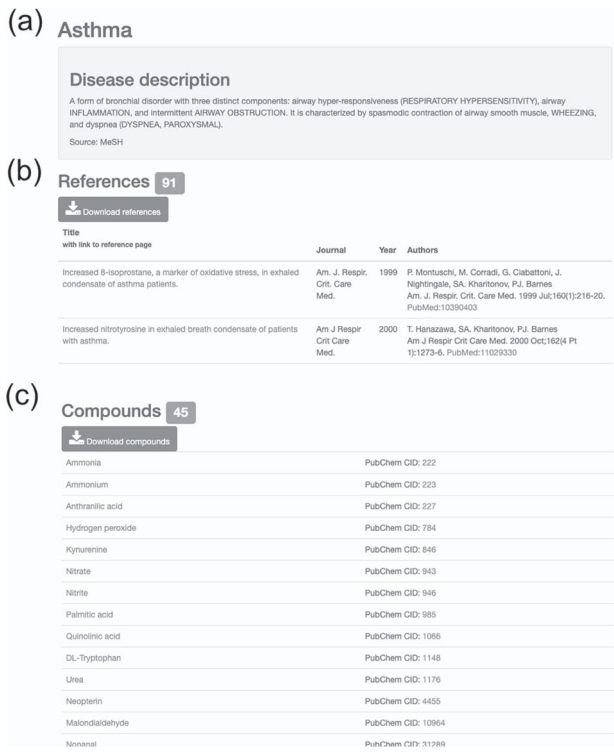 (a)
Asthma
Disease description
A form of bronchial disorder with three distinct components: airway hyper-responsiveness (RESPIRATORY HYPERSENSITIVITY), airway
INFLAMMATION, and intermittent AIRWAY OBSTRUCTION. It is characterized by spasmodic contraction of airway smooth muscle, WHEEZING,
and dyspnea (DYSPNEA, PAROXYSMAL).
Source: MeSH
(b)
References 91
Download references
Title
with link to reference page Journal Year Authors
Increased 8-isoprostane, a marker of oxidative stress, in exhaled Am. J. Respir. 1999 P. Montuschi, M. Corradi, G. Ciabattoni, J.
condensate of asthma patients. Crit. Care Nightingale, SA. Kharitonov, PJ. Barnes
Med. Am. J. Respir. Crit. Care Med. 1999 Jul;160(1):216-20.
PubMed:10390403
Increased nitrotyrosine in exhaled breath condensate of patients Am J Respir 2000 T. Hanazawa, SA. Kharitonov, PJ. Barnes
with asthma. Crit Care Am J Respir Crit Care Med. 2000 Oct;162(4 Pt
Med. 1):1273-6. PubMed:11029330
(c)
Compounds 45
Download compounds
Ammonia PubChem CID: 222
Ammonium PubChem CID: 223
Anthranilic acid PubChem CID: 227
Hydrogen peroxide PubChem CID: 784
Kynurenine PubChem CID: 846
Nitrate PubChem CID: 943
Nitrite PubChem CID: 946
Palmitic acid PubChem CID: 985
Quinolinic acid PubChem CID: 1066
DL-Tryptophan PubChem CID: 1148
Urea PubChem CID: 1176
Neopterin PubChem CID: 4455
Malondialdehyde PubChem CID: 10964
Nonanal PubChem CID: 31289